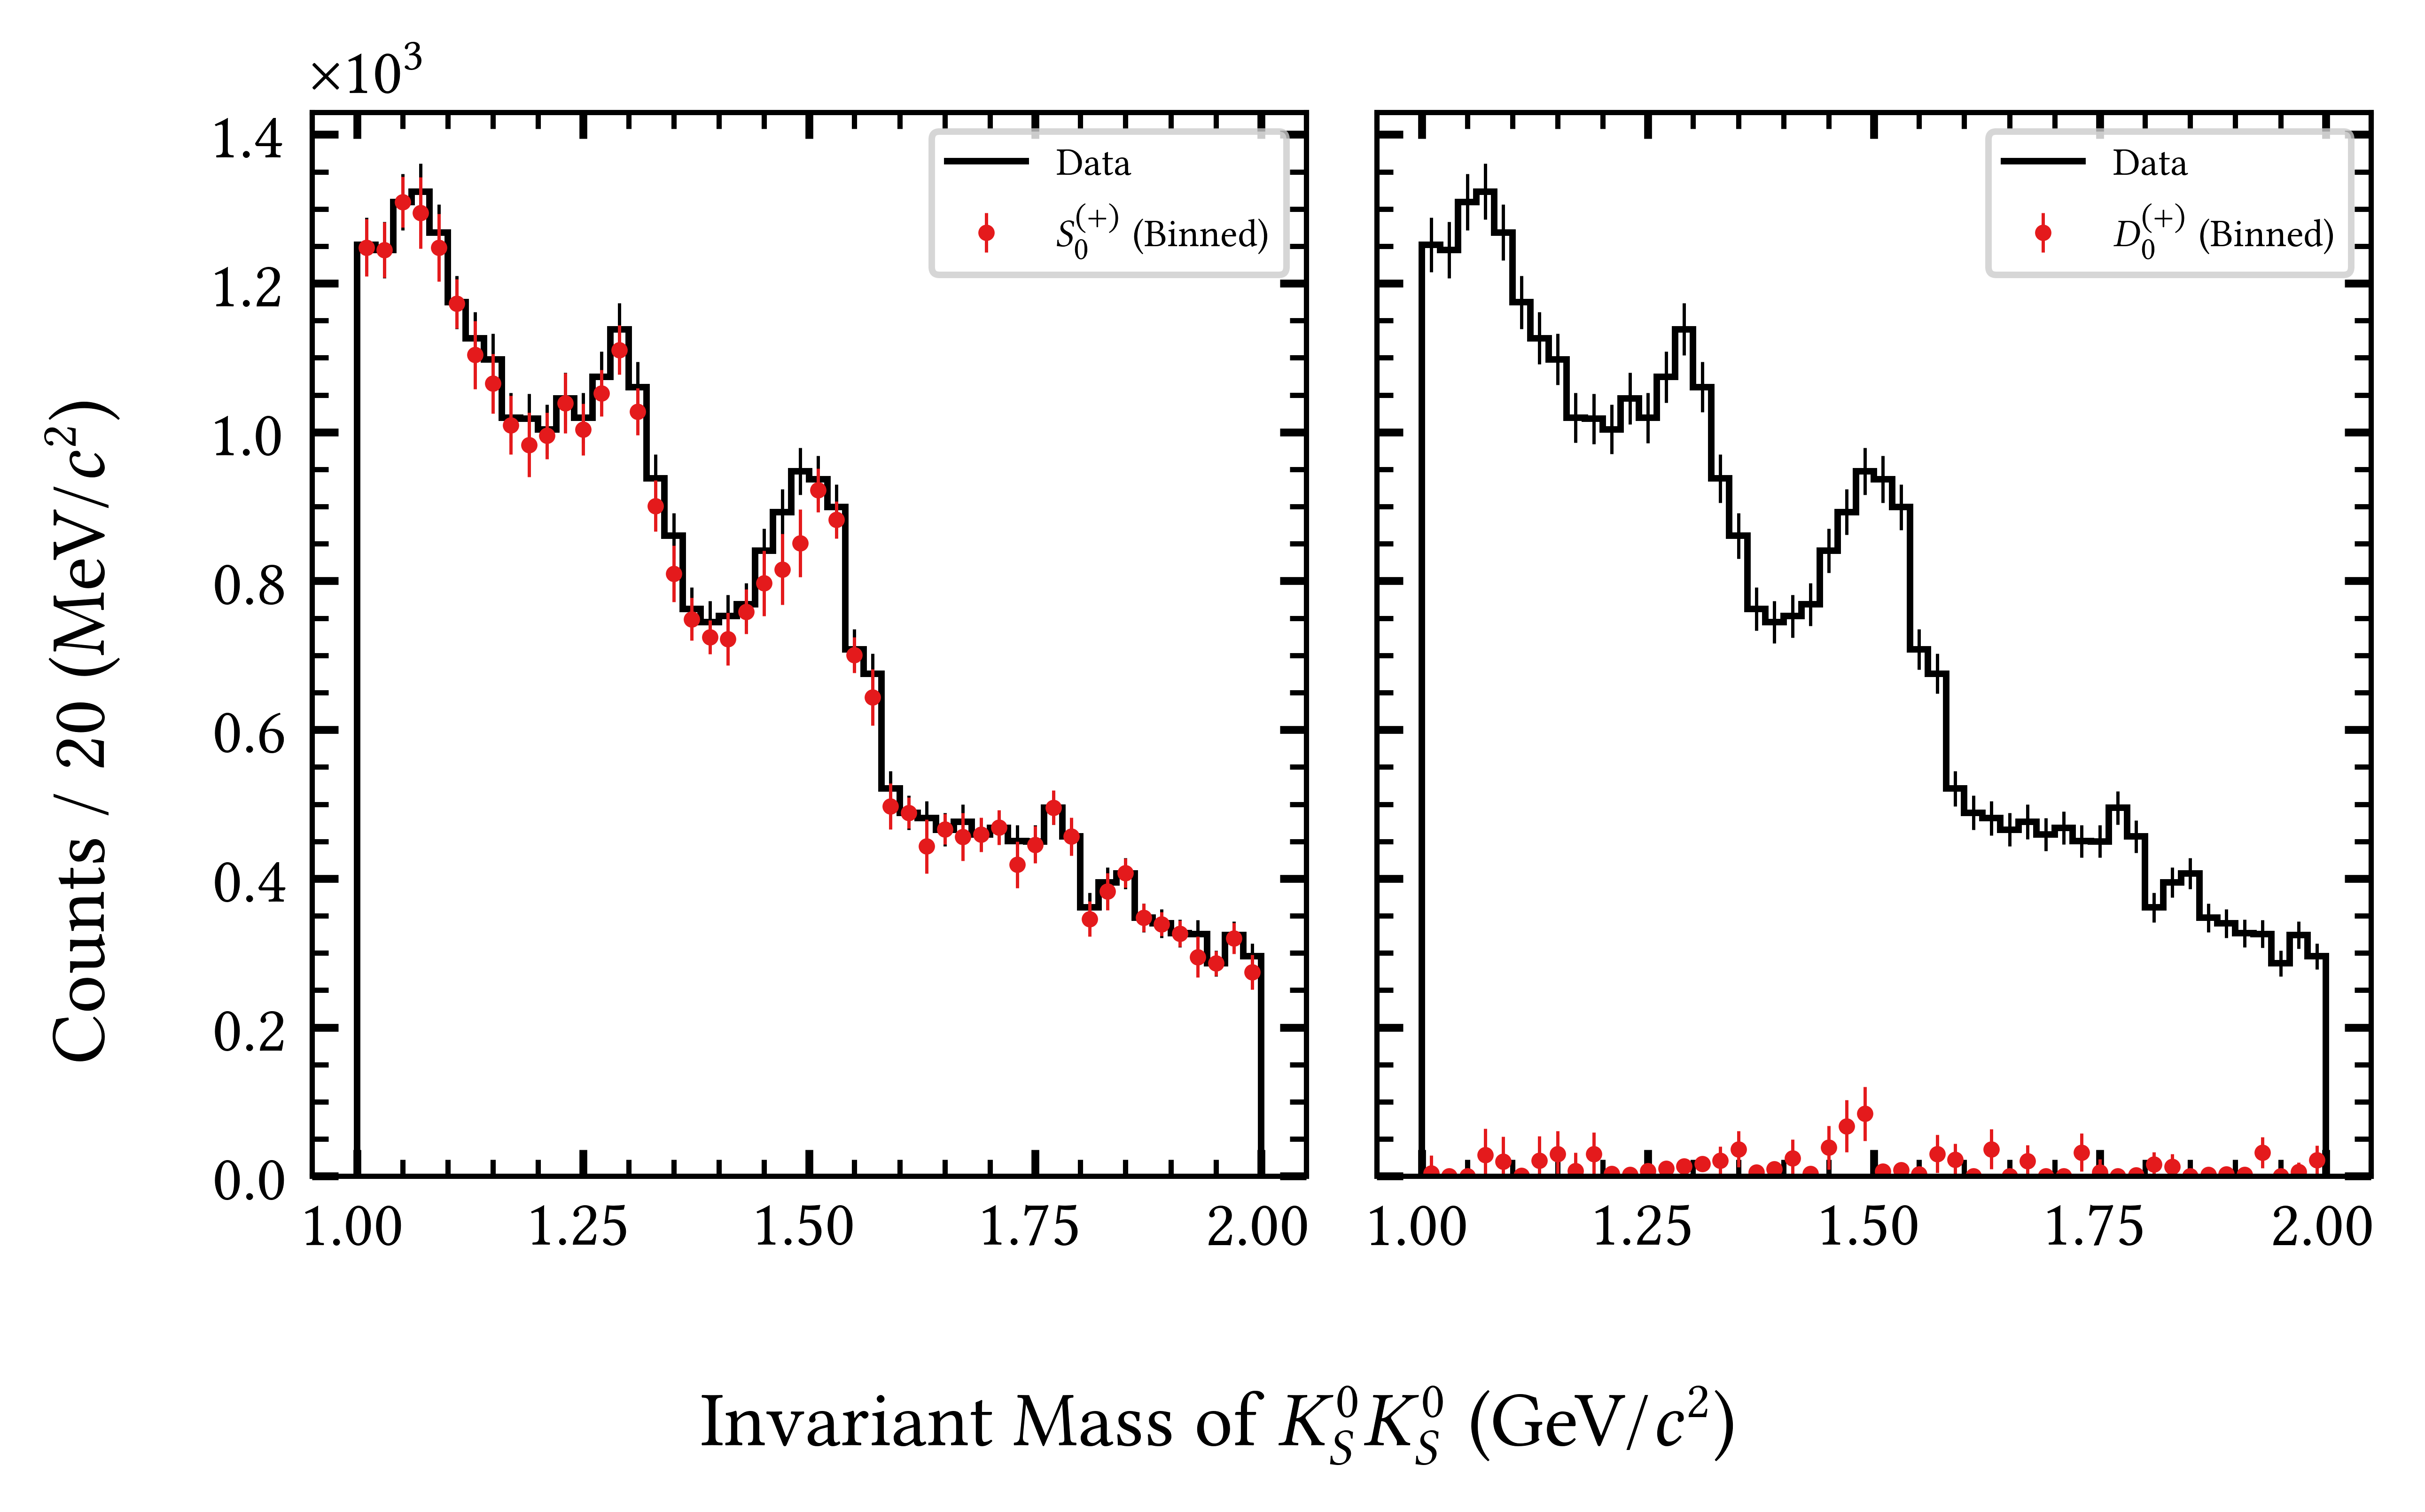 ×10³
Counts / 20 (MeV/c²)
1.4
1.2
1.0
0.8
0.6
0.4
0.2
0.0
Data
S₀⁽⁺⁾ (Binned)
Data
D₀⁽⁺⁾ (Binned)
1.00 1.25 1.50 1.75 2.00
1.00 1.25 1.50 1.75 2.00
Invariant Mass of K⁰_S K⁰_S (GeV/c²)